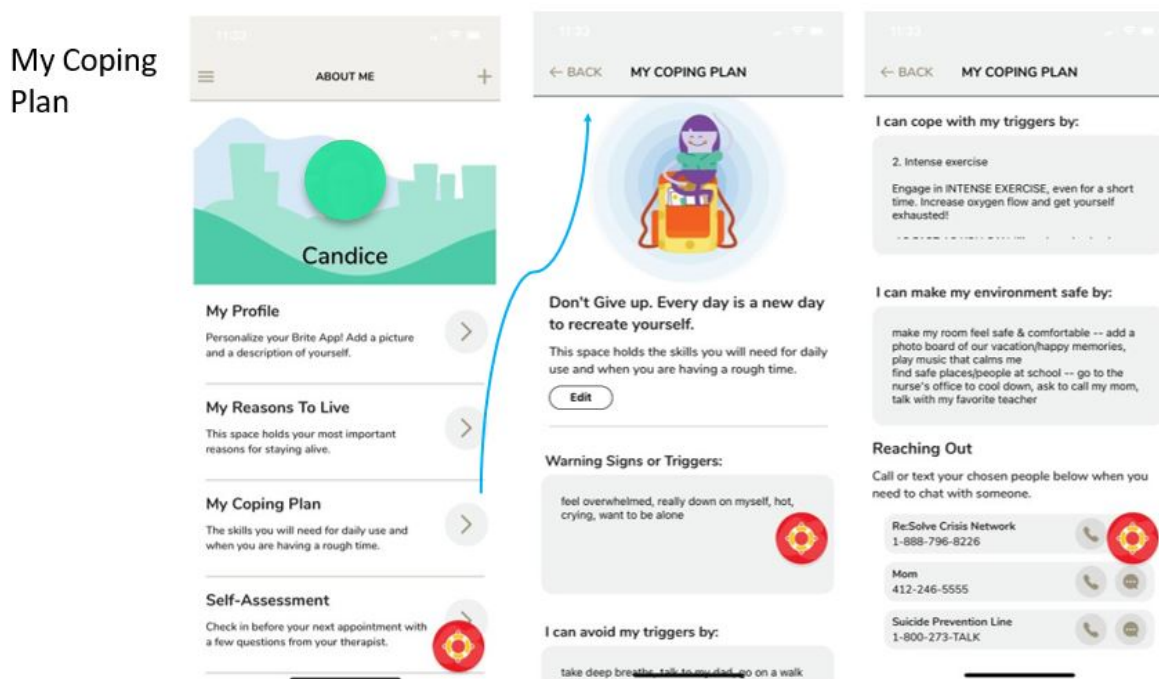 My Coping
Plan
11:33
ABOUT ME
Candice
My Profile
Personalize your Brite App! Add a picture
and a description of yourself.
My Reasons To Live
This space holds your most important
reasons for staying alive.
My Coping Plan
The skills you will need for daily use and
when you are having a rough time.
Self-Assessment
Check in before your next appointment with
a few questions from your therapist.
11:33
← BACK MY COPING PLAN
Don't Give up. Every day is a new day
to recreate yourself.
This space holds the skills you will need for daily
use and when you are having a rough time.
Edit
Warning Signs or Triggers:
feel overwhelmed, really down on myself, hot,
crying, want to be alone
I can avoid my triggers by:
take deep breaths, talk to my dad, go on a walk
11:33
← BACK MY COPING PLAN
I can cope with my triggers by:
2. Intense exercise
Engage in INTENSE EXERCISE, even for a short
time. Increase oxygen flow and get yourself
exhausted!
I can make my environment safe by:
make my room feel safe & comfortable -- add a
photo board of our vacation/happy memories,
play music that calms me
find safe places/people at school -- go to the
nurse's office to cool down, ask to call my mom,
talk with my favorite teacher
Reaching Out
Call or text your chosen people below when you
need to chat with someone.
Re:Solve Crisis Network
1-888-796-8226
Mom
412-246-5555
Suicide Prevention Line
1-800-273-TALK